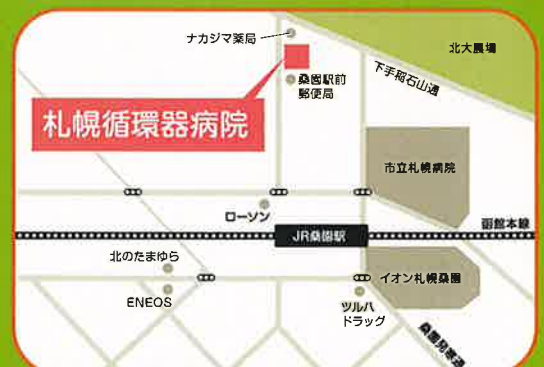 ナカジマ薬局
北大農場
下手稲石山通
桑園駅前
郵便局
札幌循環器病院
市立札幌病院
ローソン
函館本線
JR桑園駅
北のたまゆら
イオン札幌桑園
ENEOS
ツルハ
ドラッグ